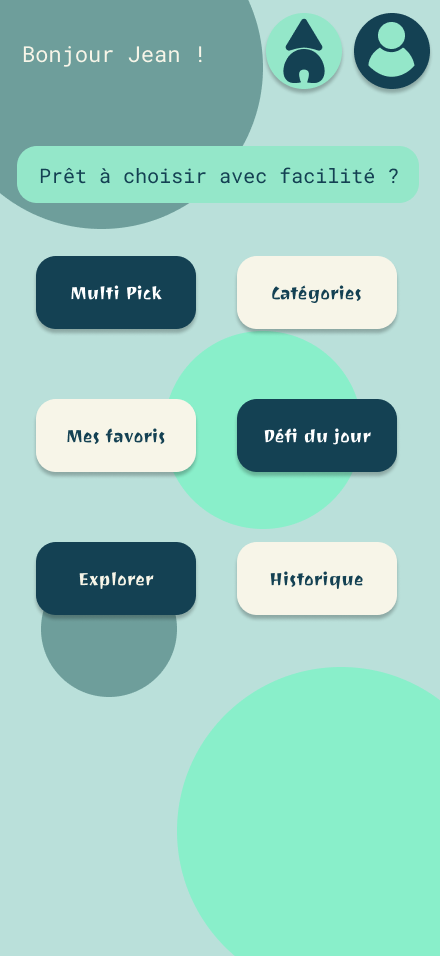 Bonjour Jean !
Prêt à choisir avec facilité ?
Multi Pick
Catégories
Mes favoris
Défi du jour
Explorer
Historique